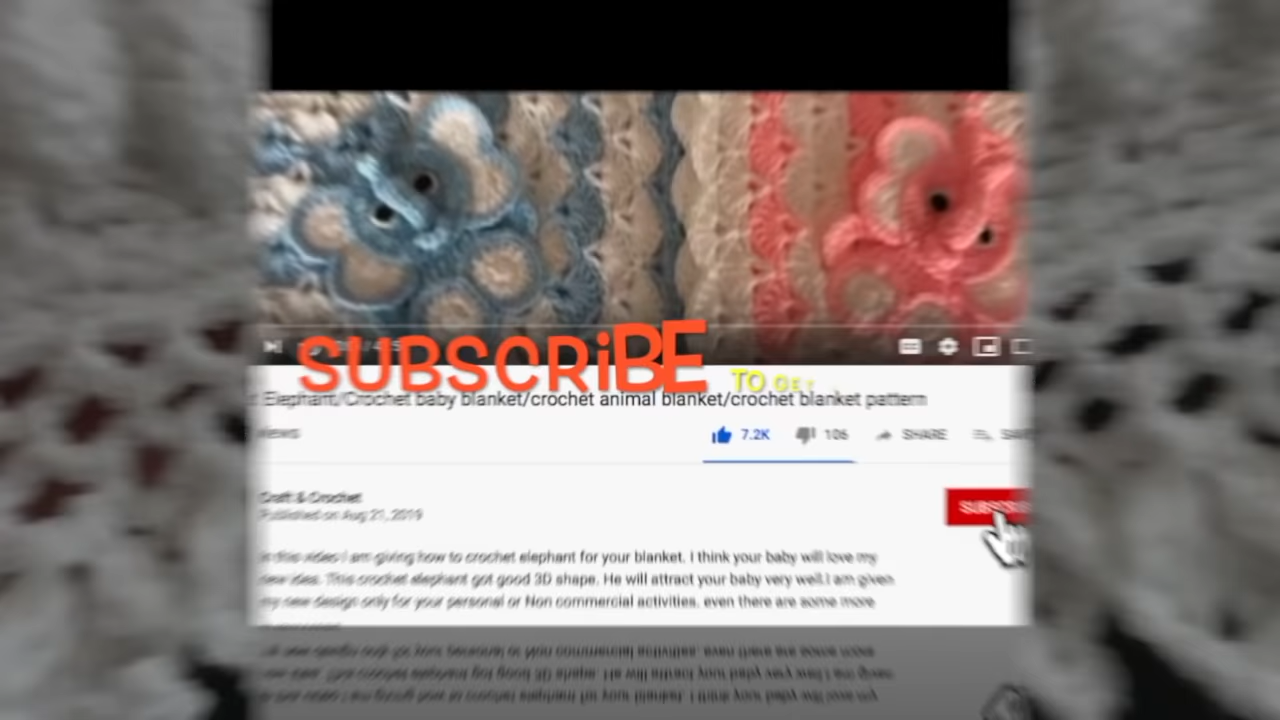 SUBSCRiBE TO GET
Elephant/Crochet baby blanket/crochet animal blanket/crochet blanket pattern
7.2K 106 SHARE
Craft & Crochet
Published on Aug 21, 2019
In this video I am giving how to crochet elephant for your blanket. I think your baby will love my
new idea. This crochet elephant got good 3D shape. He will attract your baby very well.I am given
my new design only for your personal or Non commercial activities. even there are some more